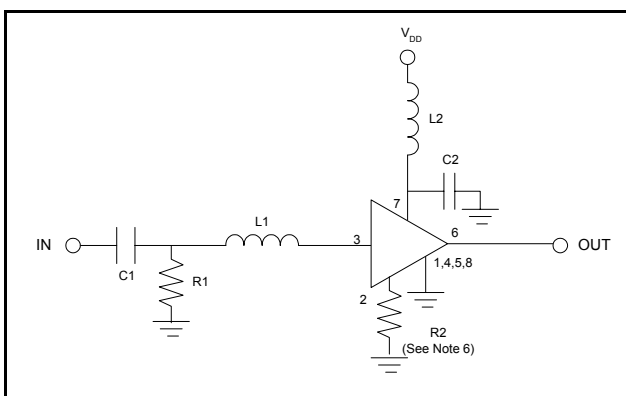 V_DD
L2
C2
7
L1
IN
3
6
OUT
C1
R1
1,4,5,8
2
R2
(See Note 6)